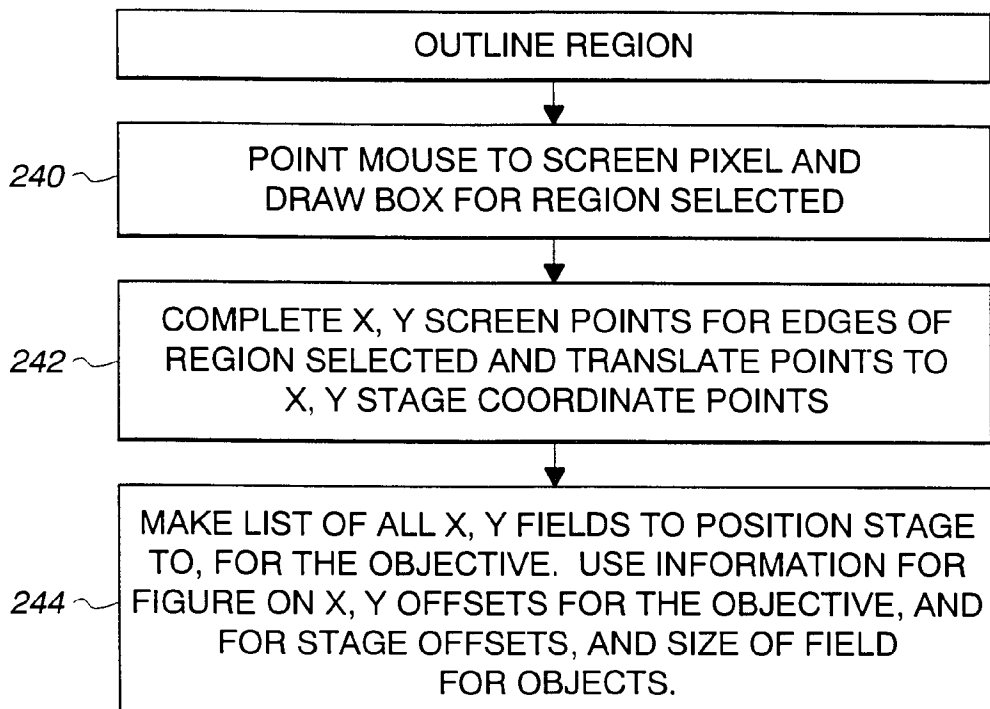 OUTLINE REGION
240
POINT MOUSE TO SCREEN PIXEL AND
DRAW BOX FOR REGION SELECTED
242
COMPLETE X, Y SCREEN POINTS FOR EDGES OF
REGION SELECTED AND TRANSLATE POINTS TO
X, Y STAGE COORDINATE POINTS
244
MAKE LIST OF ALL X, Y FIELDS TO POSITION STAGE
TO, FOR THE OBJECTIVE. USE INFORMATION FOR
FIGURE ON X, Y OFFSETS FOR THE OBJECTIVE, AND
FOR STAGE OFFSETS, AND SIZE OF FIELD
FOR OBJECTS.